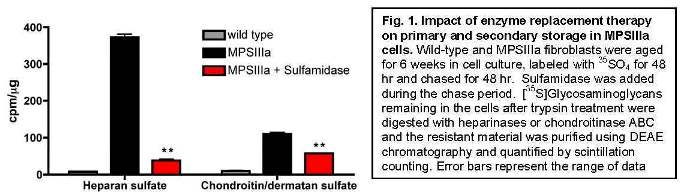 400
300
200
100
0
cpm/µg
wild type
MPSIIIa
MPSIIIa + Sulfamidase
**
**
Heparan sulfate
Chondroitin/dermatan sulfate
Fig. 1. Impact of enzyme replacement therapy
on primary and secondary storage in MPSIIIa
cells. Wild-type and MPSIIIa fibroblasts were aged
for 6 weeks in cell culture, labeled with ³⁵SO₄ for 48
hr and chased for 48 hr. Sulfamidase was added
during the chase period. [³⁵S]Glycosaminoglycans
remaining in the cells after trypsin treatment were
digested with heparinases or chondroitinase ABC
and the resistant material was purified using DEAE
chromatography and quantified by scintillation
counting. Error bars represent the range of data